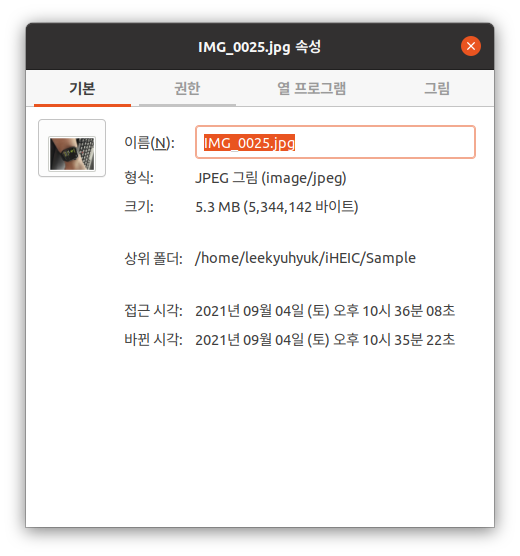 IMG_0025.jpg 속성
기본 권한 열 프로그램 그림
이름(N): IMG_0025.jpg
형식: JPEG 그림 (image/jpeg)
크기: 5.3 MB (5,344,142 바이트)
상위 폴더: /home/leekyuhyuk/iHEIC/Sample
접근 시각: 2021년 09월 04일 (토) 오후 10시 36분 08초
바뀐 시각: 2021년 09월 04일 (토) 오후 10시 35분 22초